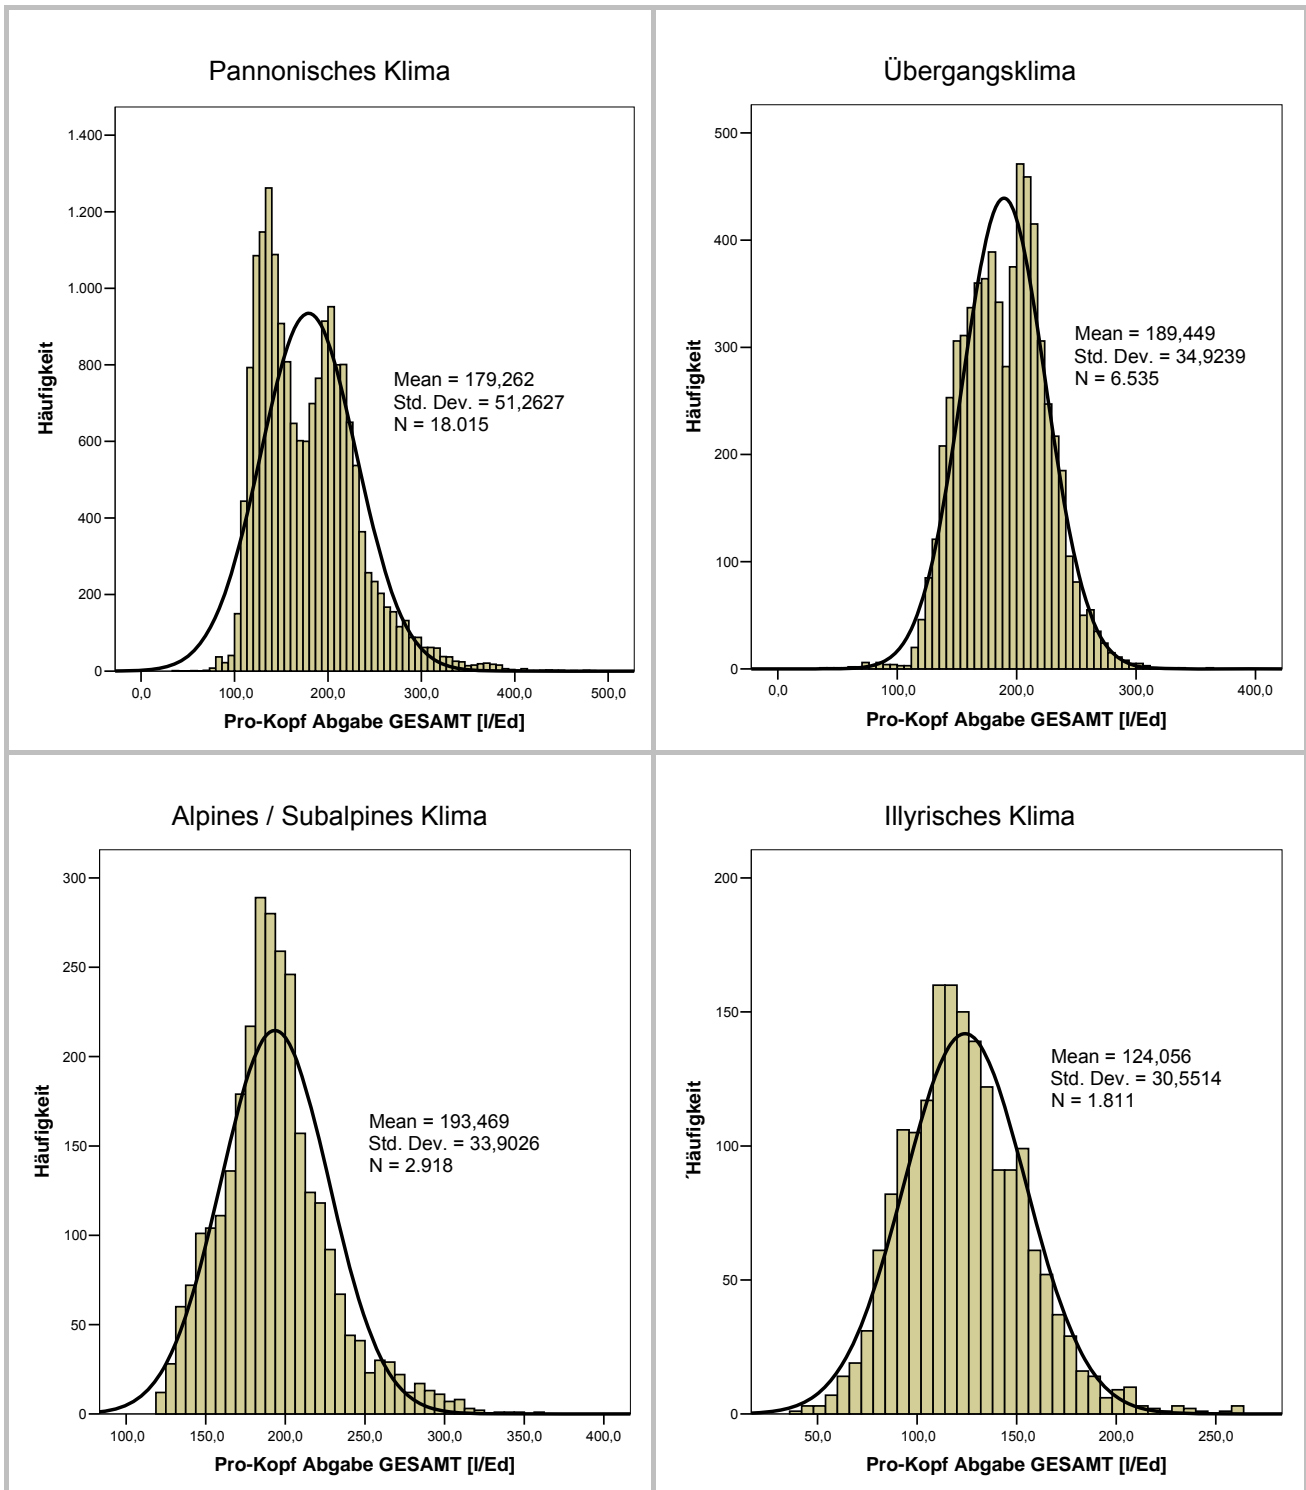 Pannonisches Klima
1.400
1.200
1.000
800
600
400
200
0
Häufigkeit
Mean = 179,262
Std. Dev. = 51,2627
N = 18.015
0,0 100,0 200,0 300,0 400,0 500,0
Pro-Kopf Abgabe GESAMT [l/Ed]
Übergangsklima
500
400
300
200
100
0
Häufigkeit
Mean = 189,449
Std. Dev. = 34,9239
N = 6.535
0,0 100,0 200,0 300,0 400,0
Pro-Kopf Abgabe GESAMT [l/Ed]
Alpines / Subalpines Klima
300
250
200
150
100
50
0
Häufigkeit
Mean = 193,469
Std. Dev. = 33,9026
N = 2.918
100,0 150,0 200,0 250,0 300,0 350,0 400,0
Pro-Kopf Abgabe GESAMT [l/Ed]
Illyrisches Klima
200
150
100
50
0
´Häufigkeit
Mean = 124,056
Std. Dev. = 30,5514
N = 1.811
50,0 100,0 150,0 200,0 250,0
Pro-Kopf Abgabe GESAMT [l/Ed]